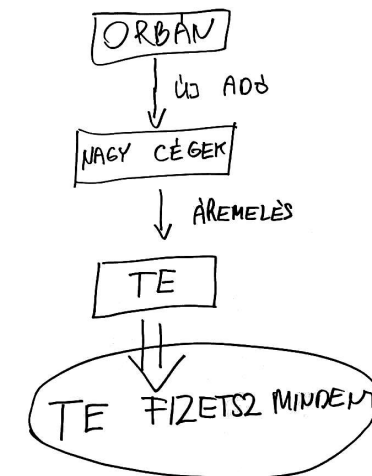 ORBÁN
ÚJ ADÓ
NAGY CÉGEK
ÁREMELÉS
TE
TE FIZETSZ MINDENT